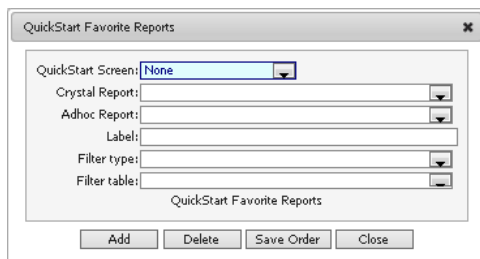 QuickStart Favorite Reports
QuickStart Screen: None
Crystal Report:
Adhoc Report:
Label:
Filter type:
Filter table:
QuickStart Favorite Reports
Add Delete Save Order Close